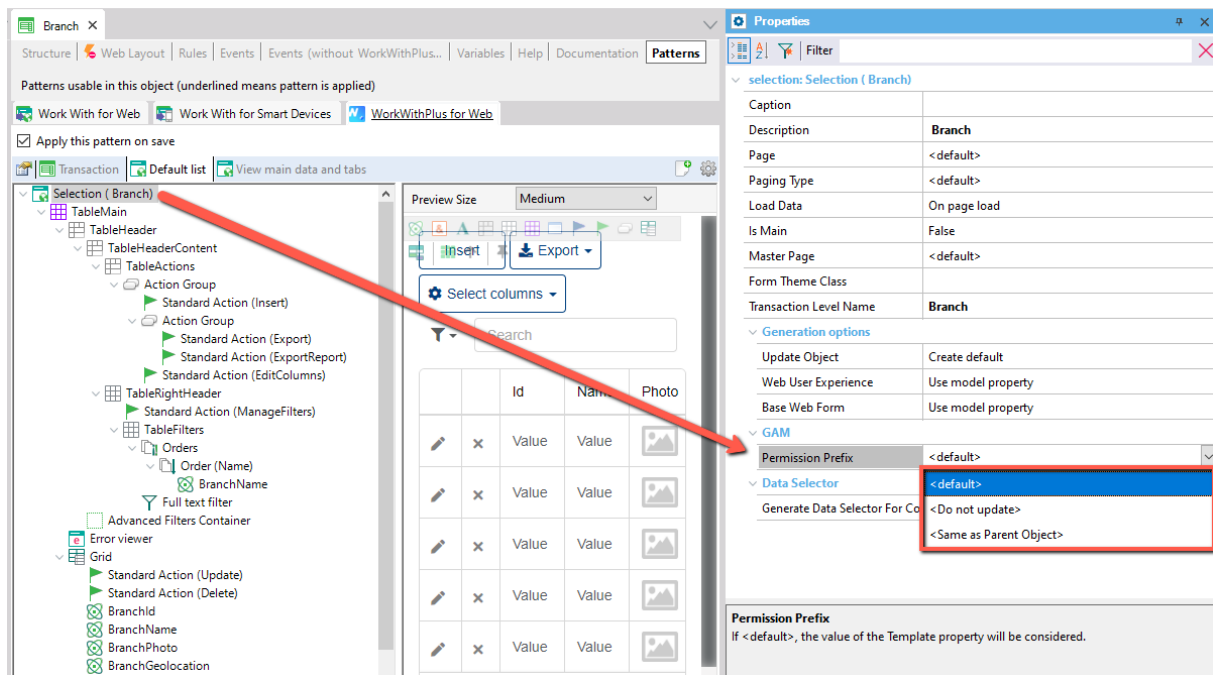 Branch
Structure | Web Layout | Rules | Events | Events (without WorkWithPlus... | Variables | Help | Documentation | Patterns
Patterns usable in this object (underlined means pattern is applied)
Work With for Web Work With for Smart Devices WorkWithPlus for Web
Apply this pattern on save
Transaction Default list View main data and tabs
Selection ( Branch)
TableMain
TableHeader
TableHeaderContent
TableActions
Action Group
Standard Action (Insert)
Action Group
Standard Action (Export)
Standard Action (ExportReport)
Standard Action (EditColumns)
TableRightHeader
Standard Action (ManageFilters)
TableFilters
Orders
Order (Name)
BranchName
Full text filter
Advanced Filters Container
Error viewer
Grid
Standard Action (Update)
Standard Action (Delete)
BranchId
BranchName
BranchPhoto
BranchGeolocation
Preview Size Medium
Insert Export
Select columns
Search
Id Name Photo
Value Value
Value Value
Value Value
Value Value
Value Value
Properties
Filter
selection: Selection ( Branch)
Caption
Description Branch
Page <default>
Paging Type <default>
Load Data On page load
Is Main False
Master Page <default>
Form Theme Class
Transaction Level Name Branch
Generation options
Update Object Create default
Web User Experience Use model property
Base Web Form Use model property
GAM
Permission Prefix <default>
<default>
Data Selector
<Do not update>
Generate Data Selector For Co
<Same as Parent Object>
Permission Prefix
If <default>, the value of the Template property will be considered.